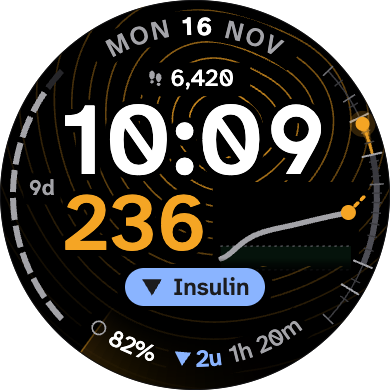 MON 16 NOV
6,420
10:09
9d
236
▼ Insulin
82%
▼2u 1h 20m